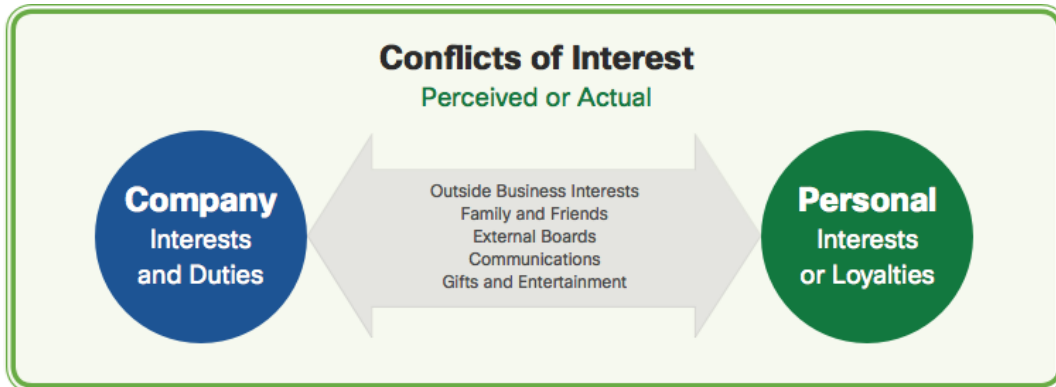 Conflicts of Interest
Perceived or Actual
Company
Interests
and Duties
Outside Business Interests
Family and Friends
External Boards
Communications
Gifts and Entertainment
Personal
Interests
or Loyalties